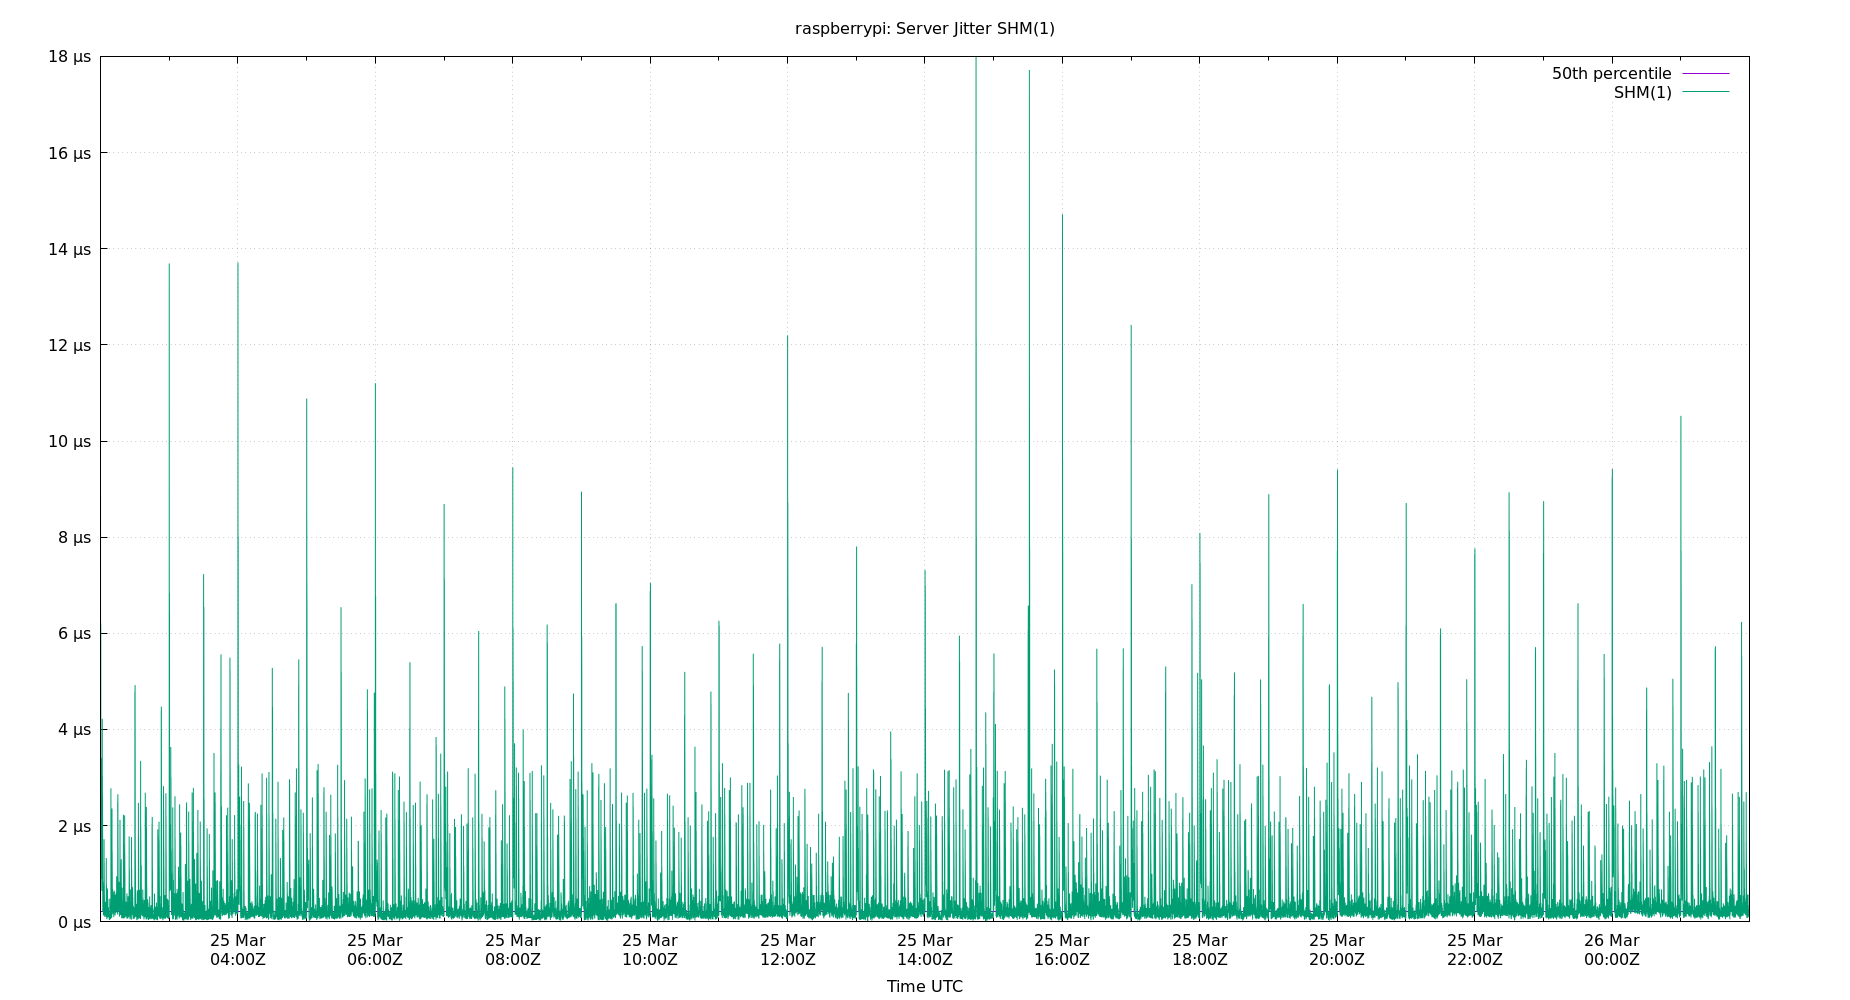 raspberrypi: Server Jitter SHM(1)
50th percentile
SHM(1)
18 µs
16 µs
14 µs
12 µs
10 µs
8 µs
6 µs
4 µs
2 µs
0 µs
25 Mar 25 Mar 25 Mar 25 Mar 25 Mar 25 Mar 25 Mar 25 Mar 25 Mar 25 Mar 26 Mar
04:00Z 06:00Z 08:00Z 10:00Z 12:00Z 14:00Z 16:00Z 18:00Z 20:00Z 22:00Z 00:00Z
Time UTC